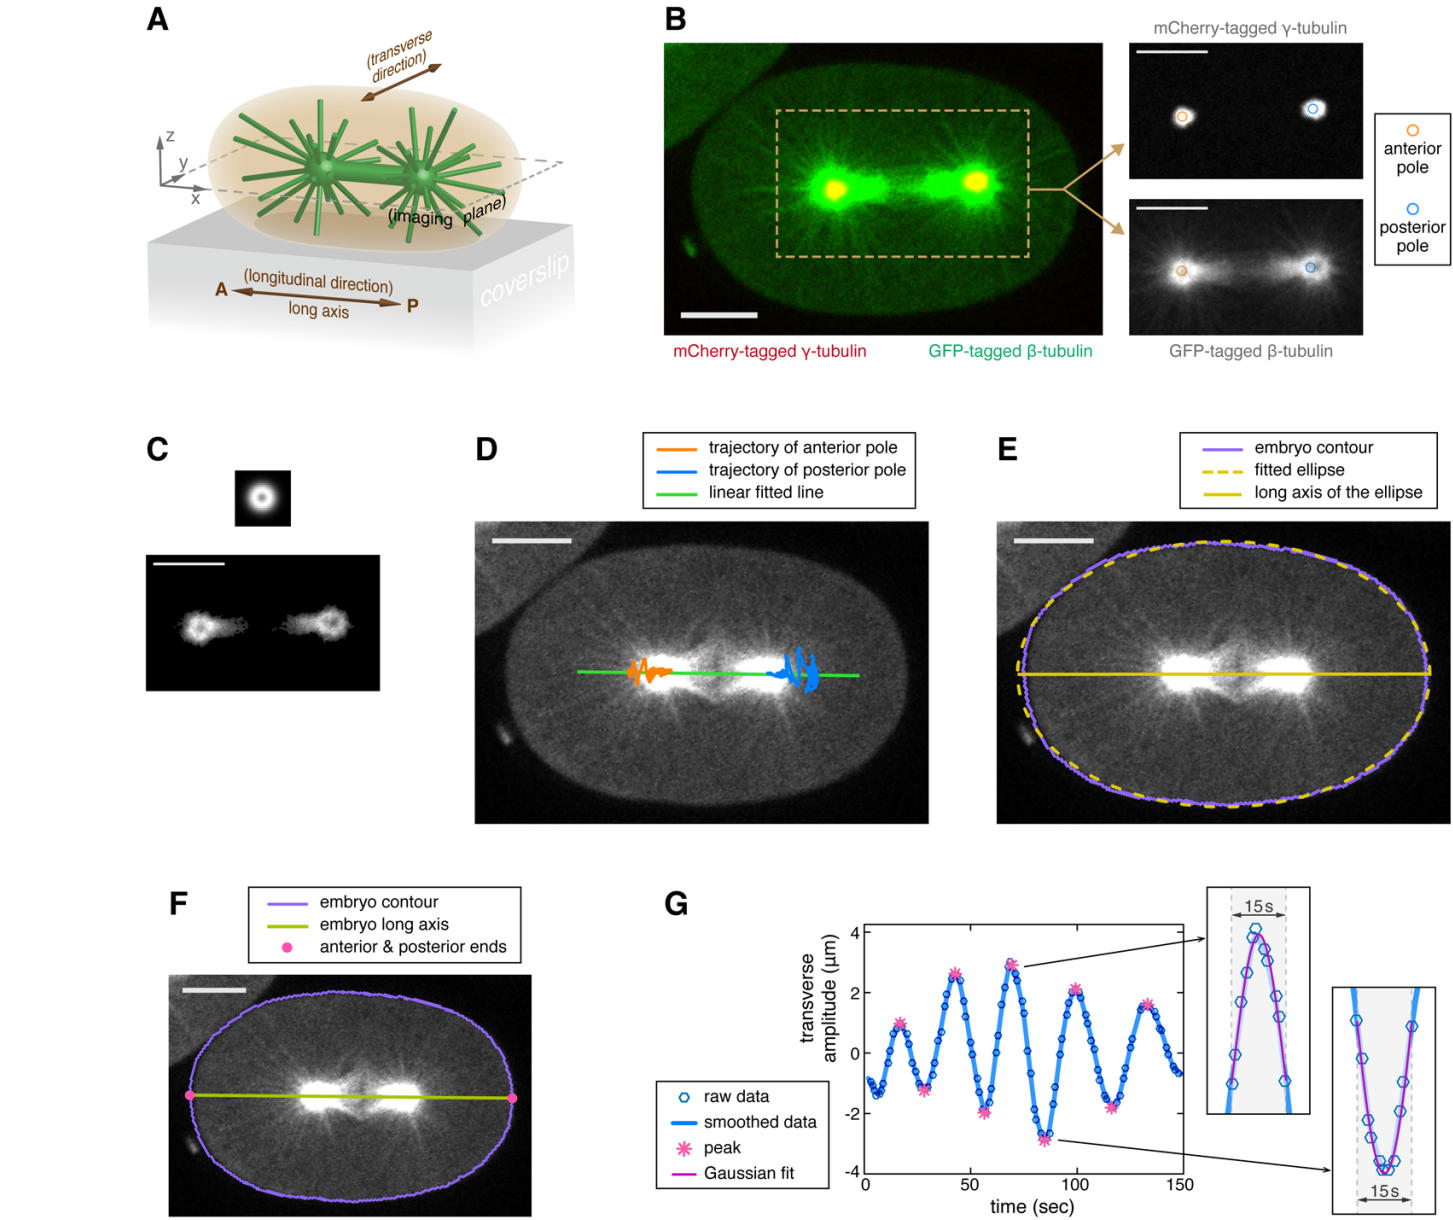 A
(transverse
direction)
z
y
x
(imaging plane)
(longitudinal direction)
A
P
long axis
coverslip
B
mCherry-tagged γ-tubulin
anterior
pole
posterior
pole
mCherry-tagged γ-tubulin
GFP-tagged β-tubulin
GFP-tagged β-tubulin
C
D
trajectory of anterior pole
trajectory of posterior pole
linear fitted line
E
embryo contour
fitted ellipse
long axis of the ellipse
F
embryo contour
embryo long axis
anterior & posterior ends
G
transverse
amplitude (μm)
4
2
0
-2
-4
0
50
100
150
time (sec)
raw data
smoothed data
peak
Gaussian fit
15s
15s